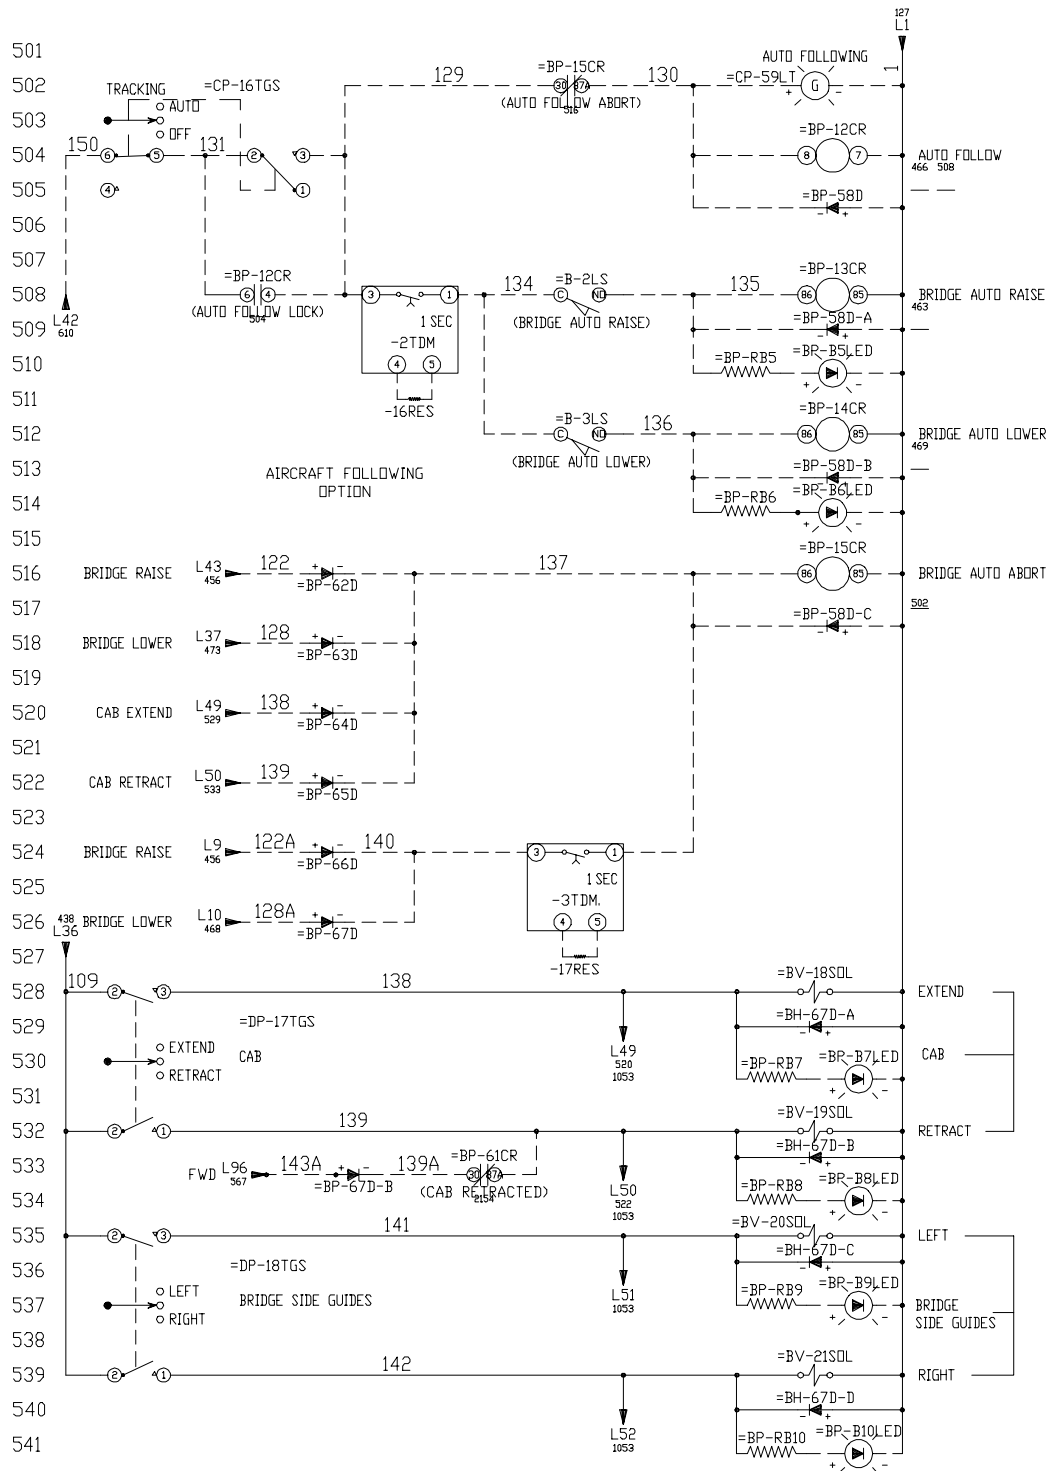 127
L1
501
1
AUTO FOLLOWING
502 TRACKING =CP-16TGS 129 =BP-15CR 130 =CP-59LT + G -
30 87A
AUTO
503 (AUTO FOLLOW ABORT)
516
OFF =BP-12CR
504 150 6 5 131 2 3 8 7 AUTO FOLLOW
466 508
505 4 1 =BP-58D
- +
506
507
=BP-12CR =BP-13CR
508 6 4 3 1 134 =B-2LS C NO 135 86 85 BRIDGE AUTO RAISE
463
(AUTO FOLLOW LOCK)
504
L42
610
509 1 SEC (BRIDGE AUTO RAISE) =BP-58D-A
- +
-2TDM
510 4 5 =BP-RB5 =BP-B5LED
+ -
511
-16RES
=BP-14CR
512 =B-3LS C NO 136 86 85 BRIDGE AUTO LOWER
469
(BRIDGE AUTO LOWER)
513 AIRCRAFT FOLLOWING
OPTION
=BP-58D-B
- +
514 =BP-RB6 =BP-B6LED
+ -
515
=BP-15CR
516 BRIDGE RAISE L43 122 + - 137 86 85 BRIDGE AUTO ABORT
456
=BP-62D
502
517 =BP-58D-C
- +
518 BRIDGE LOWER L37 128 + -
473
=BP-63D
519
520 CAB EXTEND L49 138 + -
529
=BP-64D
521
522 CAB RETRACT L50 139 + -
533
=BP-65D
523
524 BRIDGE RAISE L9 122A + - 140 3 1
456
=BP-66D
525 1 SEC
-3TDM.
526 BRIDGE LOWER L10 128A + - 4 5
468
=BP-67D
438
L36
527
-17RES
528 109 2 3 138 =BV-18SOL EXTEND
529 =DP-17TGS =BH-67D-A
- +
530 EXTEND CAB L49 =BP-RB7 =BP-B7LED CAB
520
1053
+ -
RETRACT
531
=BV-19SOL
532 2 1 139 RETRACT
533 FWD L96 143A + - 139A =BP-61CR =BH-67D-B
567
30 87A
- +
=BP-67D-B (CAB RETRACTED)
2154
534 L50 =BP-RB8 =BP-B8LED
522
1053
+ -
535 2 3 141 =BV-20SOL LEFT
536 =DP-18TGS =BH-67D-C
- +
LEFT
537 BRIDGE SIDE GUIDES L51 =BP-RB9 =BP-B9LED BRIDGE
SIDE GUIDES
1053
+ -
RIGHT
538
539 2 1 142 =BV-21SOL RIGHT
540 =BH-67D-D
- +
541 L52 =BP-RB10 =BP-B10LED
1053
+ -